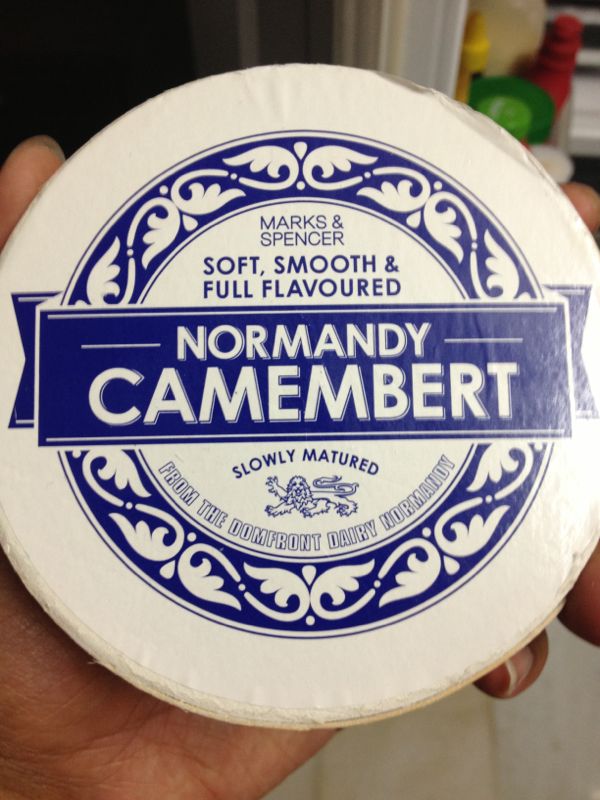 MARKS &
SPENCER
SOFT, SMOOTH &
FULL FLAVOURED
NORMANDY
CAMEMBERT
SLOWLY MATURED
FROM THE DOMFRONT DAIRY NORMANDY